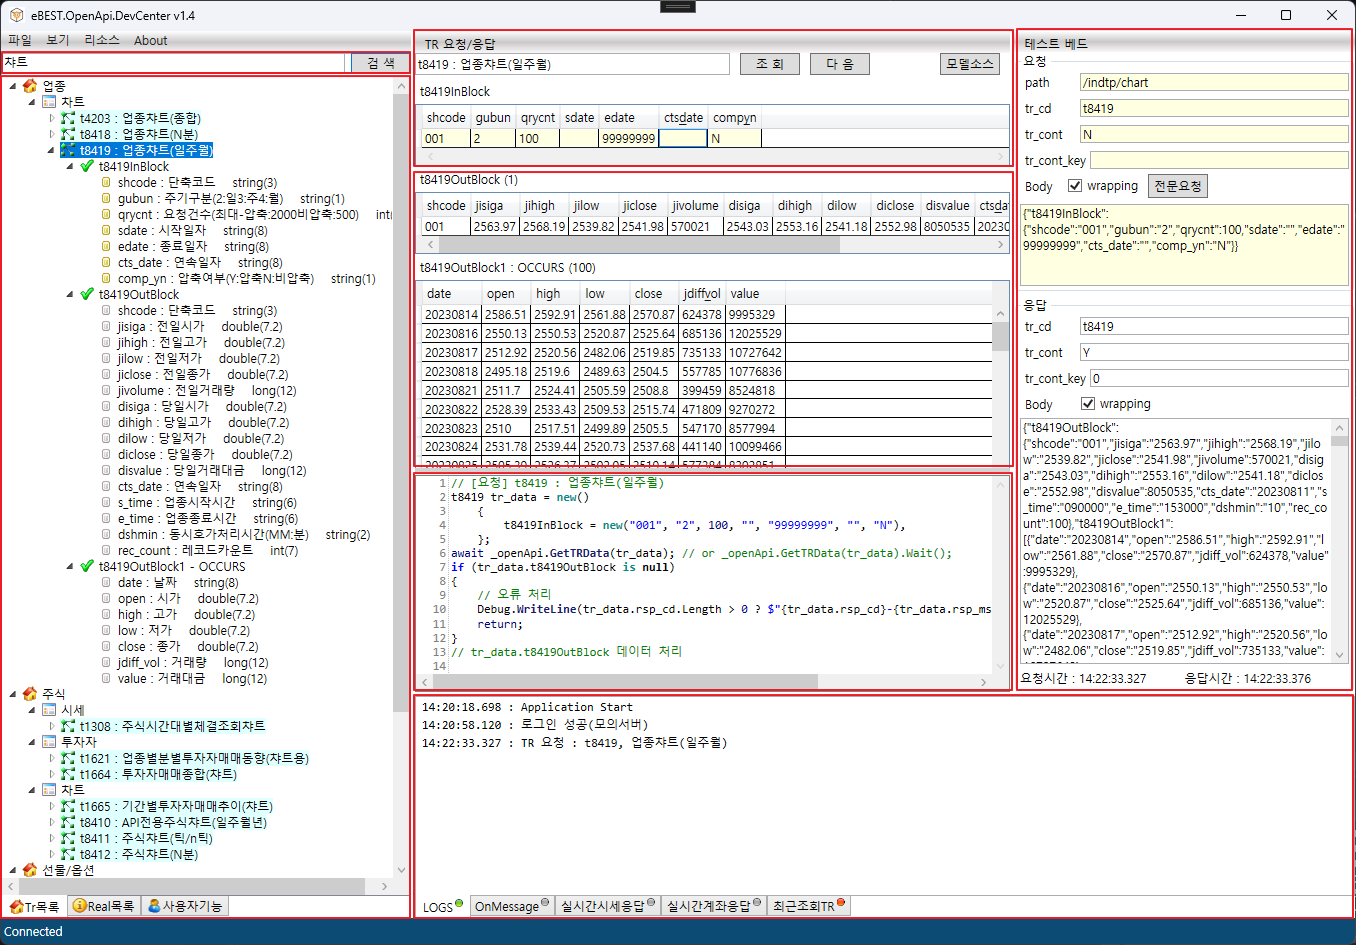 eBEST.OpenApi.DevCenter v1.4
파일 보기 리소스 About
챠트 검 색
업종
차트
t4203 : 업종챠트(종합)
t8418 : 업종챠트(N분)
t8419 : 업종챠트(일주월)
t8419InBlock
shcode : 단축코드 string(3)
gubun : 주기구분(2:일3:주4:월) string(1)
qrycnt : 요청건수(최대-압축:2000비압축:500) int(
sdate : 시작일자 string(8)
edate : 종료일자 string(8)
cts_date : 연속일자 string(8)
comp_yn : 압축여부(Y:압축N:비압축) string(1)
t8419OutBlock
shcode : 단축코드 string(3)
jisiga : 전일시가 double(7.2)
jihigh : 전일고가 double(7.2)
jilow : 전일저가 double(7.2)
jiclose : 전일종가 double(7.2)
jivolume : 전일거래량 long(12)
disiga : 당일시가 double(7.2)
dihigh : 당일고가 double(7.2)
dilow : 당일저가 double(7.2)
diclose : 당일종가 double(7.2)
disvalue : 당일거래대금 long(12)
cts_date : 연속일자 string(8)
s_time : 업종시작시간 string(6)
e_time : 업종종료시간 string(6)
dshmin : 동시호가처리시간(MM:분) string(2)
rec_count : 레코드카운트 int(7)
t8419OutBlock1 - OCCURS
date : 날짜 string(8)
open : 시가 double(7.2)
high : 고가 double(7.2)
low : 저가 double(7.2)
close : 종가 double(7.2)
jdiff_vol : 거래량 long(12)
value : 거래대금 long(12)
주식
시세
t1308 : 주식시간대별체결조회챠트
투자자
t1621 : 업종별분별투자자매매동향(챠트용)
t1664 : 투자자매매종합(챠트)
차트
t1665 : 기간별투자자매매추이(챠트)
t8410 : API전용주식챠트(일주월년)
t8411 : 주식챠트(틱/n틱)
t8412 : 주식챠트(N분)
선물/옵션
Tr목록 Real목록 사용자기능
TR 요청/응답
t8419 : 업종챠트(일주월) 조 회 다 음 모델소스
t8419InBlock
shcode gubun qrycnt sdate edate ctsdate compyn
001 2 100 99999999 N
t8419OutBlock (1)
shcode jisiga jihigh jilow jiclose jivolume disiga dihigh dilow diclose disvalue ctsda
001 2563.97 2568.19 2539.82 2541.98 570021 2543.03 2553.16 2541.18 2552.98 8050535 20230
t8419OutBlock1 : OCCURS (100)
date open high low close jdiffvol value
20230814 2586.51 2592.91 2561.88 2570.87 624378 9995329
20230816 2550.13 2550.53 2520.87 2525.64 685136 12025529
20230817 2512.92 2520.56 2482.06 2519.85 735133 10727642
20230818 2495.18 2519.6 2489.63 2504.5 557785 10776836
20230821 2511.7 2524.41 2505.59 2508.8 399459 8524818
20230822 2528.39 2533.43 2509.53 2515.74 471809 9270272
20230823 2510 2517.51 2499.89 2505.5 547170 8577994
20230824 2531.78 2539.44 2520.73 2537.68 441140 10099466
1 // [요청] t8419 : 업종챠트(일주월)
2 t8419 tr_data = new()
3 {
4 t8419InBlock = new("001", "2", 100, "", "99999999", "", "N"),
5 };
6 await _openApi.GetTRData(tr_data); // or _openApi.GetTRData(tr_data).Wait();
7 if (tr_data.t8419OutBlock is null)
8 {
9 // 오류 처리
10 Debug.WriteLine(tr_data.rsp_cd.Length > 0 ? $"{tr_data.rsp_cd}-{tr_data.rsp_ms
11 return;
12 }
13 // tr_data.t8419OutBlock 데이터 처리
14
14:20:18.698 : Application Start
14:20:58.120 : 로그인 성공(모의서버)
14:22:33.327 : TR 요청 : t8419, 업종챠트(일주월)
LOGS OnMessage 실시간시세응답 실시간계좌응답 최근조회TR
테스트 베드
요청
path /indtp/chart
tr_cd t8419
tr_cont N
tr_cont_key
Body wrapping 전문요청
{"t8419InBlock":
{"shcode":"001","gubun":"2","qrycnt":100,"sdate":"","edate":"
99999999","cts_date":"","comp_yn":"N"}}
응답
tr_cd t8419
tr_cont Y
tr_cont_key 0
Body wrapping
{"t8419OutBlock":
{"shcode":"001","jisiga":"2563.97","jihigh":"2568.19","jilo
w":"2539.82","jiclose":"2541.98","jivolume":570021,"disig
a":"2543.03","dihigh":"2553.16","dilow":"2541.18","diclose":
"2552.98","disvalue":8050535,"cts_date":"20230811","s
_time":"090000","e_time":"153000","dshmin":"10","rec_co
unt":100},"t8419OutBlock1":
[{"date":"20230814","open":"2586.51","high":"2592.91","lo
w":"2561.88","close":"2570.87","jdiff_vol":624378,"value"
:9995329},
{"date":"20230816","open":"2550.13","high":"2550.53","lo
w":"2520.87","close":"2525.64","jdiff_vol":685136,"value":
12025529},
{"date":"20230817","open":"2512.92","high":"2520.56","lo
w":"2482.06","close":"2519.85","jdiff_vol":735133,"value":
요청시간 : 14:22:33.327 응답시간 : 14:22:33.376
Connected